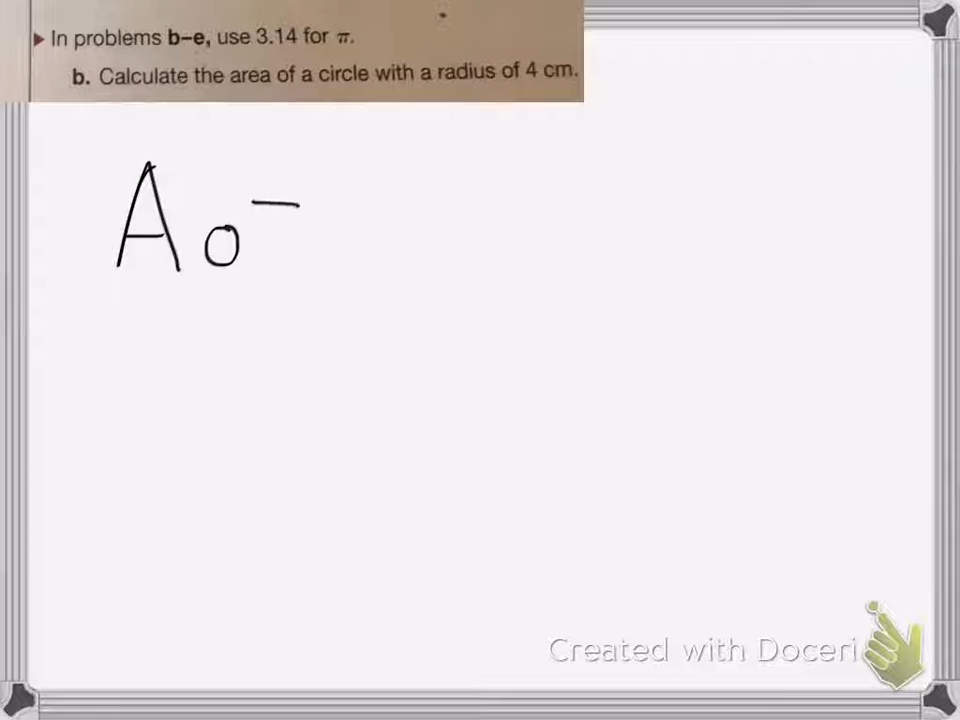 In problems b–e, use 3.14 for π.
b. Calculate the area of a circle with a radius of 4 cm.
A o −
Created with Doceri